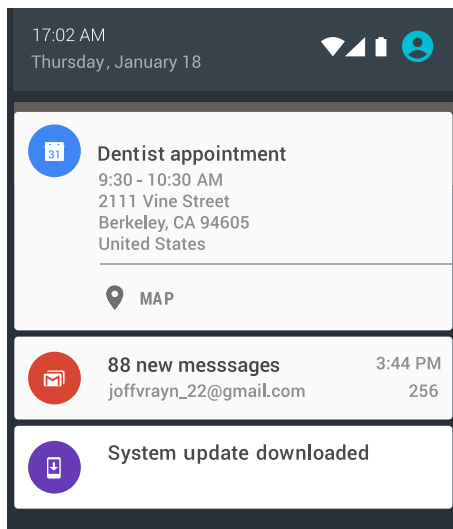 17:02 AM
Thursday, January 18
31
Dentist appointment
9:30 - 10:30 AM
2111 Vine Street
Berkeley, CA 94605
United States
MAP
88 new messsages
3:44 PM
joffvrayn_22@gmail.com
256
System update downloaded